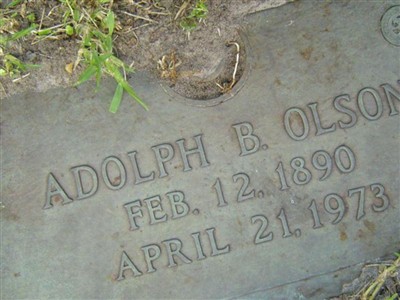 ADOLPH B. OLSON
FEB. 12, 1890
APRIL 21, 1973